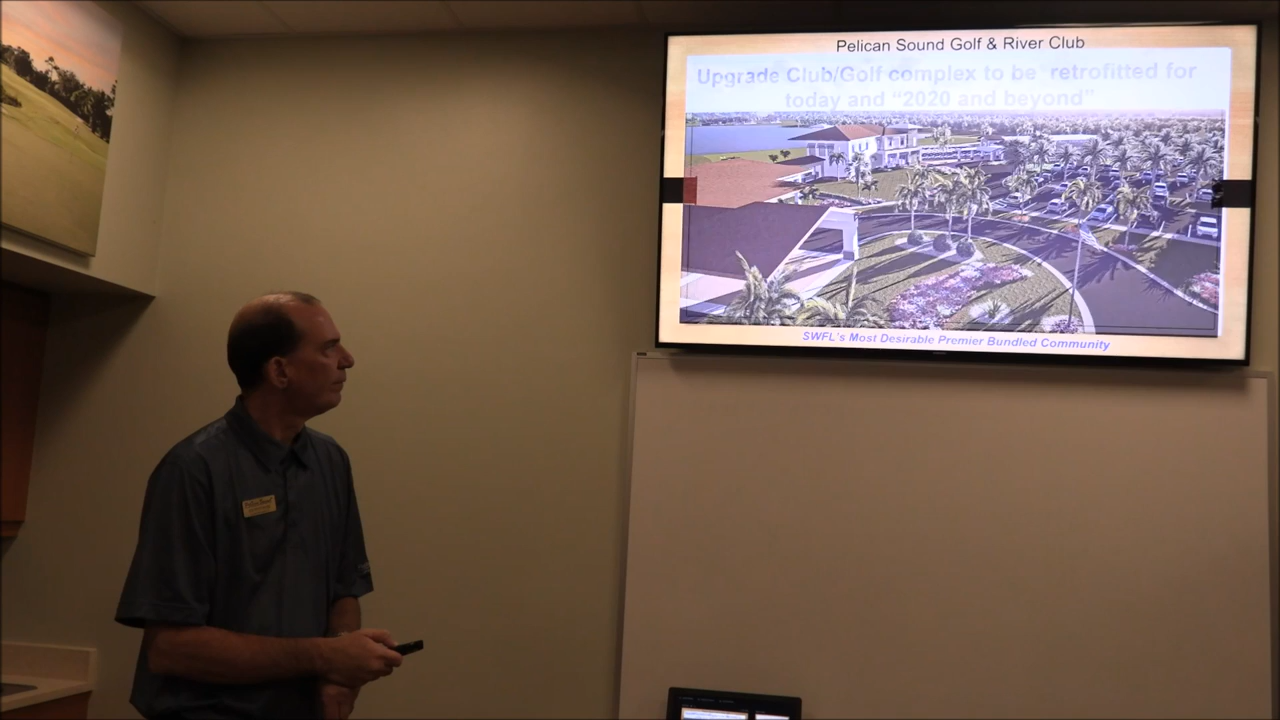 Pelican Sound Golf & River Club
Upgrade Club/Golf complex to be retrofitted for
today and "2020 and beyond"
SWFL's Most Desirable Premier Bundled Community